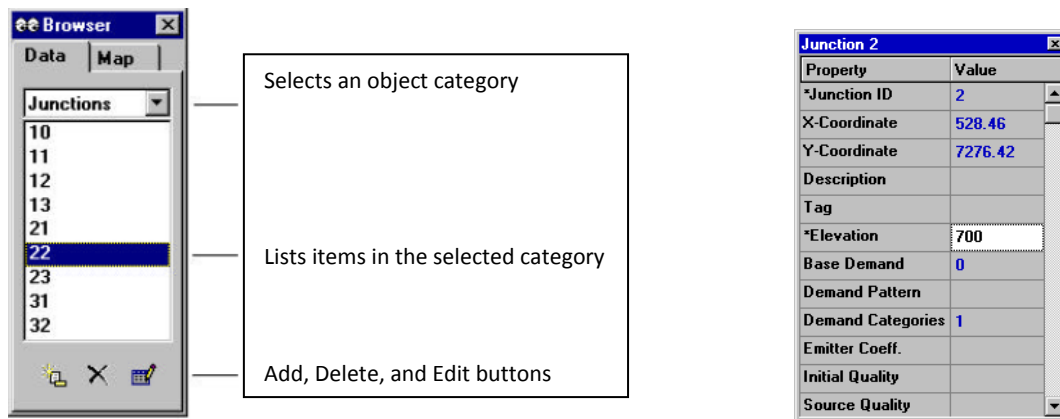 Browser
Data Map
Junctions
10
11
12
13
21
22
23
31
32
Selects an object category
Lists items in the selected category
Add, Delete, and Edit buttons
Junction 2
Property Value
*Junction ID 2
X-Coordinate 528.46
Y-Coordinate 7276.42
Description
Tag
*Elevation 700
Base Demand 0
Demand Pattern
Demand Categories 1
Emitter Coeff.
Initial Quality
Source Quality